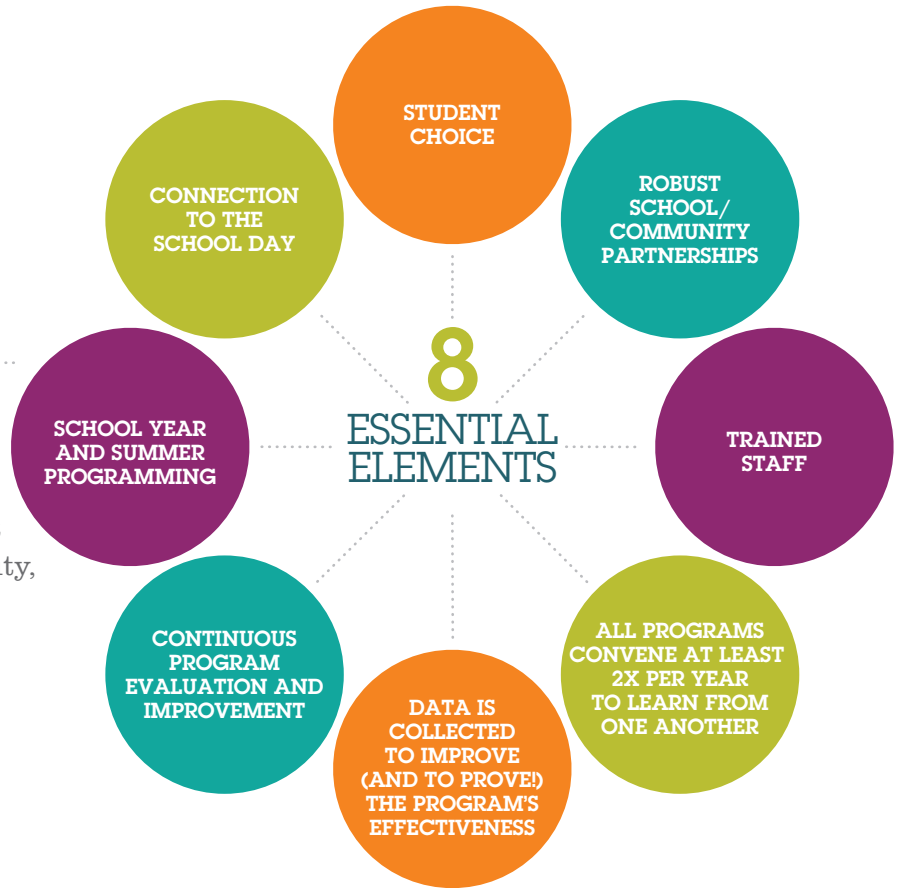 STUDENT
CHOICE
ROBUST
SCHOOL/
COMMUNITY
PARTNERSHIPS
TRAINED
STAFF
ALL PROGRAMS
CONVENE AT LEAST
2X PER YEAR
TO LEARN FROM
ONE ANOTHER
DATA IS
COLLECTED
TO IMPROVE
(AND TO PROVE!)
THE PROGRAM'S
EFFECTIVENESS
CONTINUOUS
PROGRAM
EVALUATION AND
IMPROVEMENT
SCHOOL YEAR
AND SUMMER
PROGRAMMING
CONNECTION
TO THE
SCHOOL DAY
8
ESSENTIAL
ELEMENTS